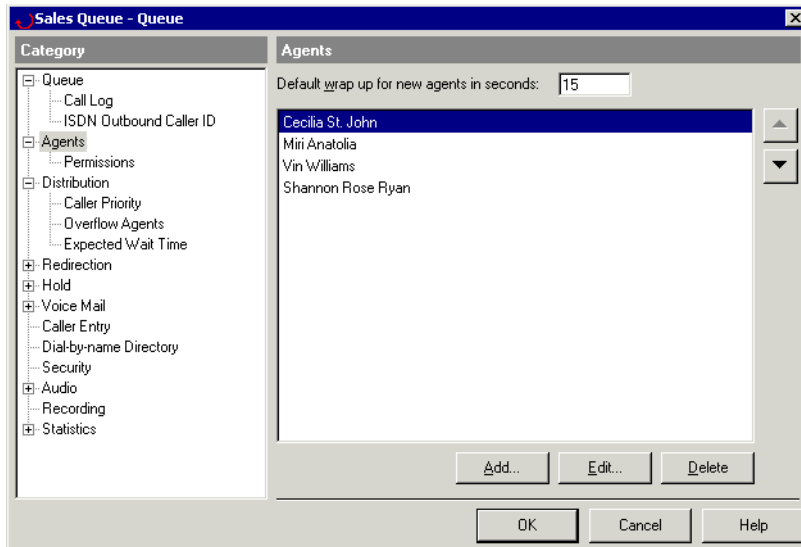 Sales Queue - Queue
Category
Queue
Call Log
ISDN Outbound Caller ID
Agents
Permissions
Distribution
Caller Priority
Overflow Agents
Expected Wait Time
Redirection
Hold
Voice Mail
Caller Entry
Dial-by-name Directory
Security
Audio
Recording
Statistics
Agents
Default wrap up for new agents in seconds: 15
Cecilia St. John
Miri Anatolia
Vin Williams
Shannon Rose Ryan
Add... Edit... Delete
OK Cancel Help